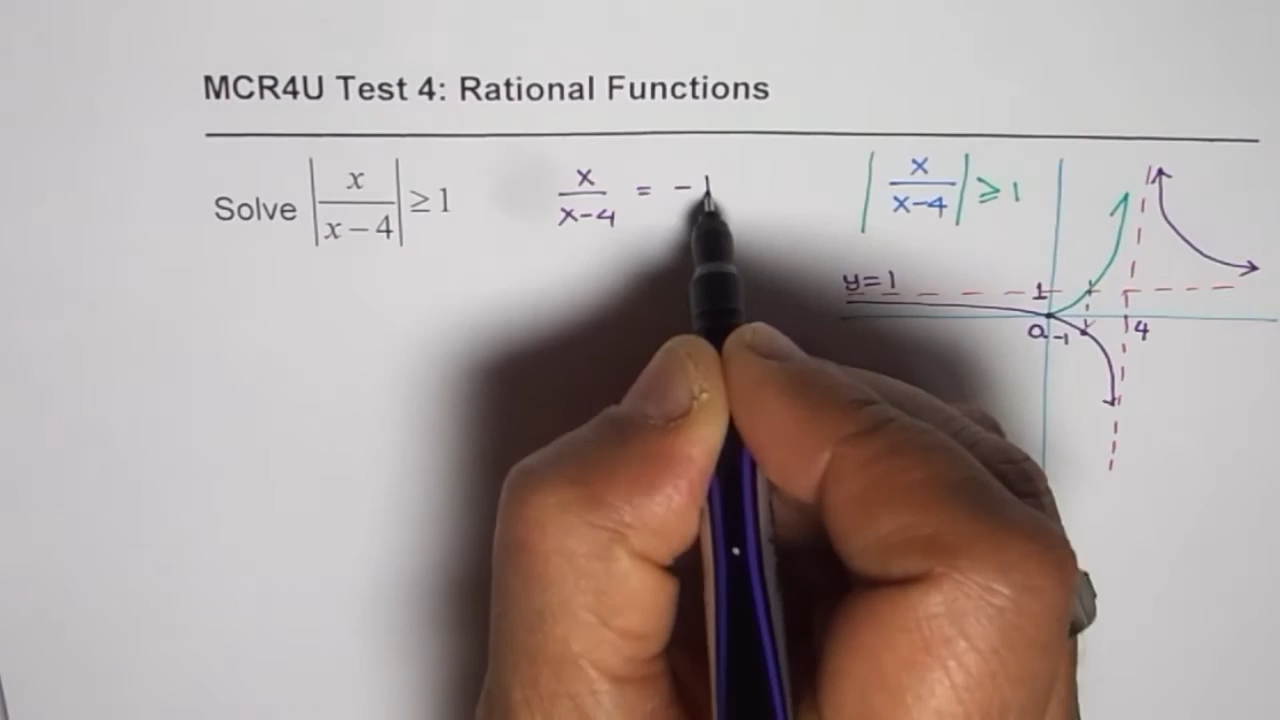 MCR4U Test 4: Rational Functions
Solve |x/(x-4)| ≥ 1
x/(x-4) = -1
|x/(x-4)| ≥ 1
y=1
1
-1
4